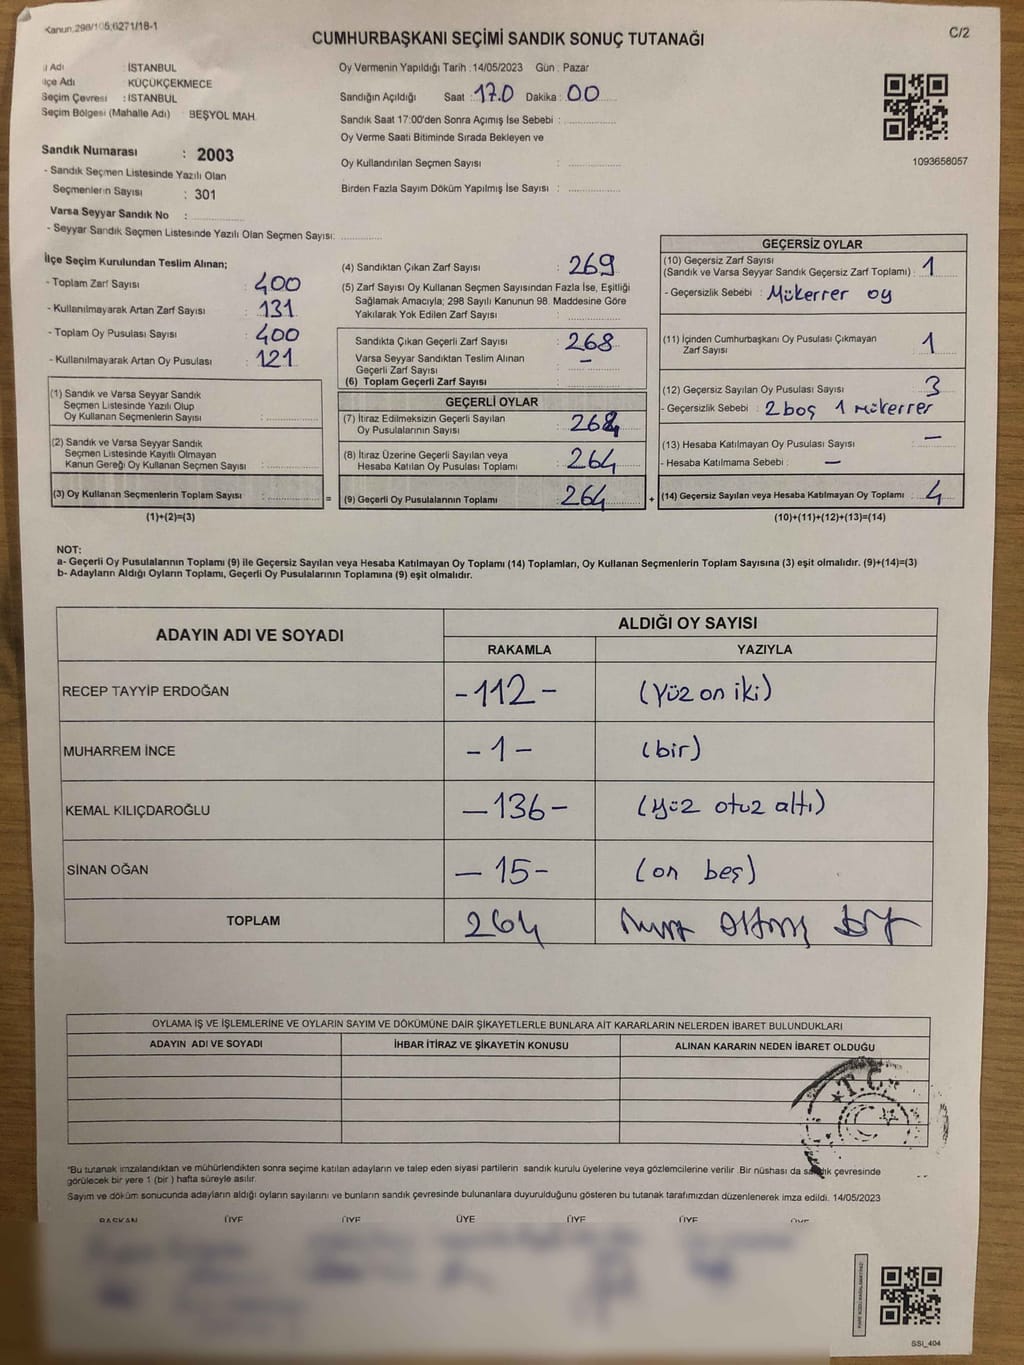 Kanun:298/105;6271/18-1
C/2
CUMHURBAŞKANI SEÇİMİ SANDIK SONUÇ TUTANAĞI
İl Adı : İSTANBUL
İlçe Adı KÜÇÜKÇEKMECE
Seçim Çevresi : İSTANBUL
Seçim Bölgesi (Mahalle Adı) : BEŞYOL MAH.
Sandık Numarası : 2003
- Sandık Seçmen Listesinde Yazılı Olan
Seçmenlerin Sayısı : 301
Varsa Seyyar Sandık No :
- Seyyar Sandık Seçmen Listesinde Yazılı Olan Seçmen Sayısı:
Oy Vermenin Yapıldığı Tarih : 14/05/2023 Gün : Pazar
Sandığın Açıldığı Saat : 17.0 Dakika : 00
Sandık Saat 17:00'den Sonra Açımış İse Sebebi :
Oy Verme Saati Bitiminde Sırada Bekleyen ve
Oy Kullandırılan Seçmen Sayısı :
Birden Fazla Sayım Döküm Yapılmış İse Sayısı :
1093658057
İlçe Seçim Kurulundan Teslim Alınan;
- Toplam Zarf Sayısı : 400
- Kullanılmayarak Artan Zarf Sayısı : 131
- Toplam Oy Pusulası Sayısı : 400
- Kullanılmayarak Artan Oy Pusulası : 121
(1) Sandık ve Varsa Seyyar Sandık
Seçmen Listesinde Yazılı Olup
Oy Kullanan Seçmenlerin Sayısı :
(2) Sandık ve Varsa Seyyar Sandık
Seçmen Listesinde Kayıtlı Olmayan
Kanun Gereği Oy Kullanan Seçmen Sayısı :
(3) Oy Kullanan Seçmenlerin Toplam Sayısı : =
(1)+(2)=(3)
(4) Sandıktan Çıkan Zarf Sayısı : 269
(5) Zarf Sayısı Oy Kullanan Seçmen Sayısından Fazla İse, Eşitliği
Sağlamak Amacıyla; 298 Sayılı Kanunun 98. Maddesine Göre
Yakılarak Yok Edilen Zarf Sayısı :
Sandıkta Çıkan Geçerli Zarf Sayısı : 268
Varsa Seyyar Sandıktan Teslim Alınan
Geçerli Zarf Sayısı : –
(6) Toplam Geçerli Zarf Sayısı :
GEÇERLİ OYLAR
(7) İtiraz Edilmeksizin Geçerli Sayılan
Oy Pusulalarının Sayısı : 264
(8) İtiraz Üzerine Geçerli Sayılan veya
Hesaba Katılan Oy Pusulası Toplamı : 264
(9) Geçerli Oy Pusulalarının Toplamı : 264 +
GEÇERSİZ OYLAR
(10) Geçersiz Zarf Sayısı
(Sandık ve Varsa Seyyar Sandık Geçersiz Zarf Toplamı) : 1
- Geçersizlik Sebebi : Mükerrer oy
(11) İçinden Cumhurbaşkanı Oy Pusulası Çıkmayan
Zarf Sayısı : 1
(12) Geçersiz Sayılan Oy Pusulası Sayısı : 3
- Geçersizlik Sebebi : 2 boş 1 mükerrer
(13) Hesaba Katılmayan Oy Pusulası Sayısı : –
- Hesaba Katılmama Sebebi : –
(14) Geçersiz Sayılan veya Hesaba Katılmayan Oy Toplamı : 4
(10)+(11)+(12)+(13)=(14)
NOT:
a- Geçerli Oy Pusulalarının Toplamı (9) ile Geçersiz Sayılan veya Hesaba Katılmayan Oy Toplamı (14) Toplamları, Oy Kullanan Seçmenlerin Toplam Sayısına (3) eşit olmalıdır. (9)+(14)=(3)
b- Adayların Aldığı Oyların Toplamı, Geçerli Oy Pusulalarının Toplamına (9) eşit olmalıdır.
ADAYIN ADI VE SOYADI
ALDIĞI OY SAYISI
RAKAMLA YAZIYLA
RECEP TAYYİP ERDOĞAN -112- (yüz on iki)
MUHARREM İNCE -1- (bir)
KEMAL KILIÇDAROĞLU -136- (yüz otuz altı)
SİNAN OĞAN -15- (on beş)
TOPLAM 264
OYLAMA İŞ VE İŞLEMLERİNE VE OYLARIN SAYIM VE DÖKÜMÜNE DAİR ŞİKAYETLERLE BUNLARA AİT KARARLARIN NELERDEN İBARET BULUNDUKLARI
ADAYIN ADI VE SOYADI İHBAR İTİRAZ VE ŞİKAYETİN KONUSU ALINAN KARARIN NEDEN İBARET OLDUĞU
T.C.
*Bu tutanak imzalandıktan ve mühürlendikten sonra seçime katılan adayların ve talep eden siyasi partilerin sandık kurulu üyelerine veya gözlemcilerine verilir .Bir nüshası da sandık çevresinde
görülecek bir yere 1 (bir ) hafta süreyle asılır.
Sayım ve döküm sonucunda adayların aldığı oyların sayılarını ve bunların sandık çevresinde bulunanlara duyurulduğunu gösteren bu tutanak tarafımızdan düzenlenerek imza edildi. 14/05/2023
BAŞKAN ÜYE ÜYE ÜYE ÜYE ÜYE ÜYE
SSI_404